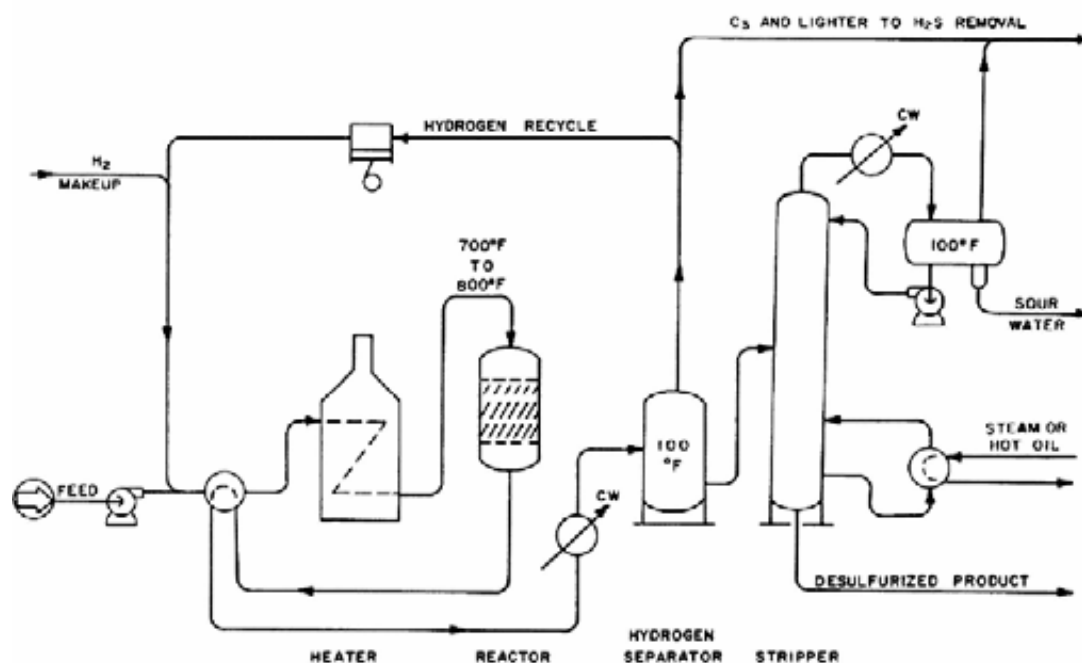 C₃ AND LIGHTER TO H₂S REMOVAL
CW
HYDROGEN RECYCLE
H₂
MAKEUP
700°F
TO
800°F
100°F
SOUR
WATER
100
°F
STEAM OR
HOT OIL
FEED
CW
DESULFURIZED PRODUCT
HEATER
REACTOR
HYDROGEN
SEPARATOR
STRIPPER